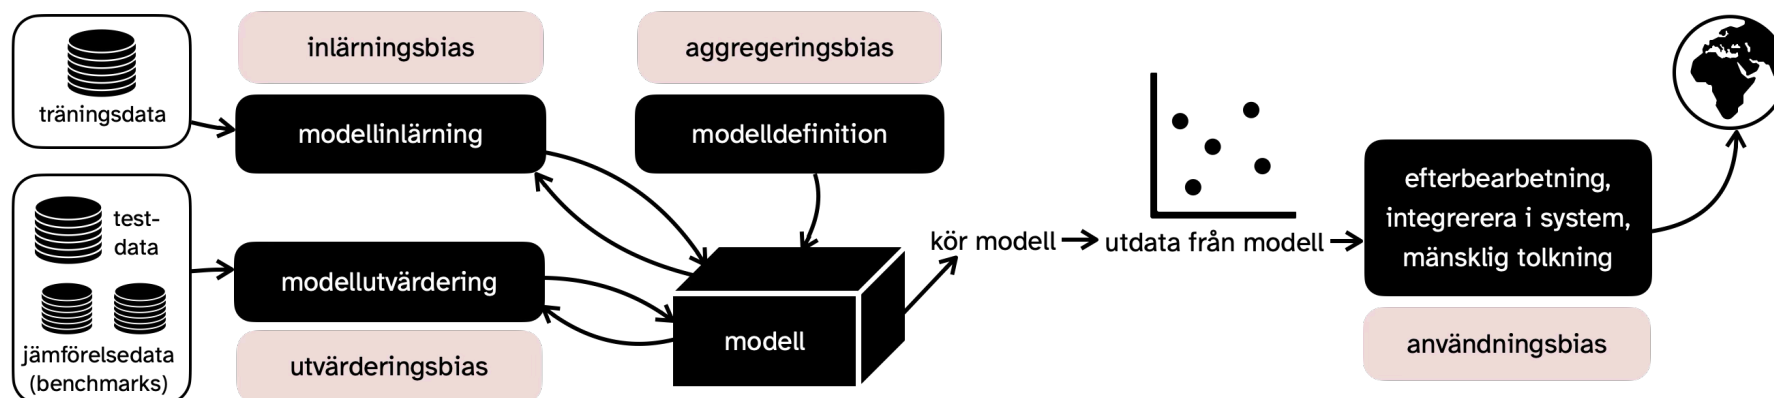 träningsdata
inlärningsbias
modellinlärning
aggregeringsbias
modelldefinition
test-
data
jämförelsedata
(benchmarks)
modellutvärdering
utvärderingsbias
modell
kör modell
utdata från modell
efterbearbetning,
integrerera i system,
mänsklig tolkning
användningsbias